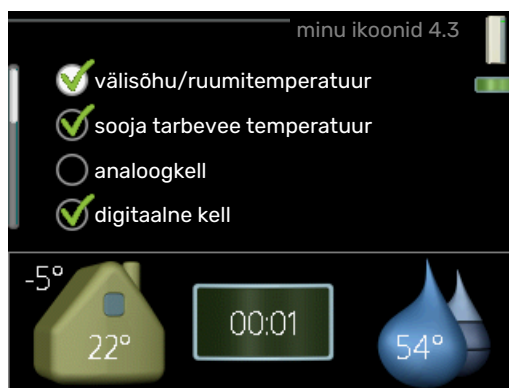 minu ikoonid 4.3
välisõhu/ruumitemperatuur
sooja tarbevee temperatuur
analoogkell
digitaalne kell
-5°
22°
00:01
54°